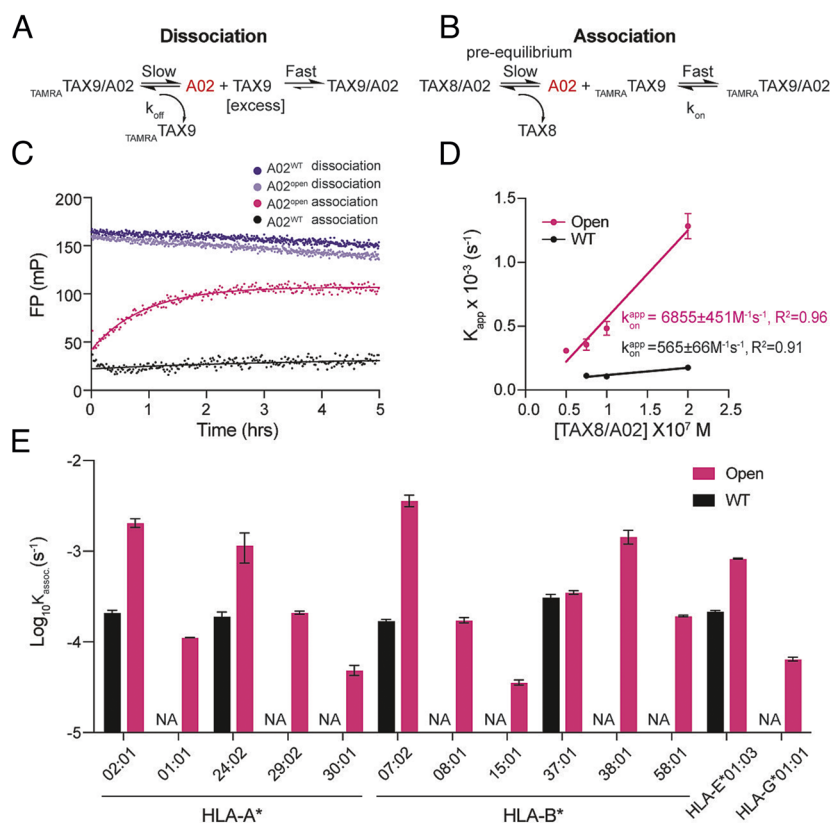 A
Dissociation
TAMRATAX9/A02
Slow
koff
TAMRATAX9
A02 + TAX9
[excess]
Fast
TAX9/A02
B
Association
pre-equilibrium
TAX8/A02
Slow
TAX8
A02 + TAMRATAX9
Fast
kon
TAMRATAX9/A02
C
A02WT dissociation
A02open dissociation
A02open association
A02WT association
FP (mP)
200
150
100
50
0
0 1 2 3 4 5
Time (hrs)
D
Kapp x 10-3 (s-1)
1.5
1.0
0.5
0.0
Open
WT
konapp = 6855±451M-1s-1, R2=0.96
konapp =565±66M-1s-1, R2=0.91
0.0 0.5 1.0 1.5 2.0 2.5
[TAX8/A02] X107 M
E
Log10Kassoc.(s-1)
-2
-3
-4
-5
Open
WT
NA NA NA NA NA NA NA NA
02:01 01:01 24:02 29:02 30:01 07:02 08:01 15:01 37:01 38:01 58:01 HLA-E*01:03 HLA-G*01:01
HLA-A* HLA-B*